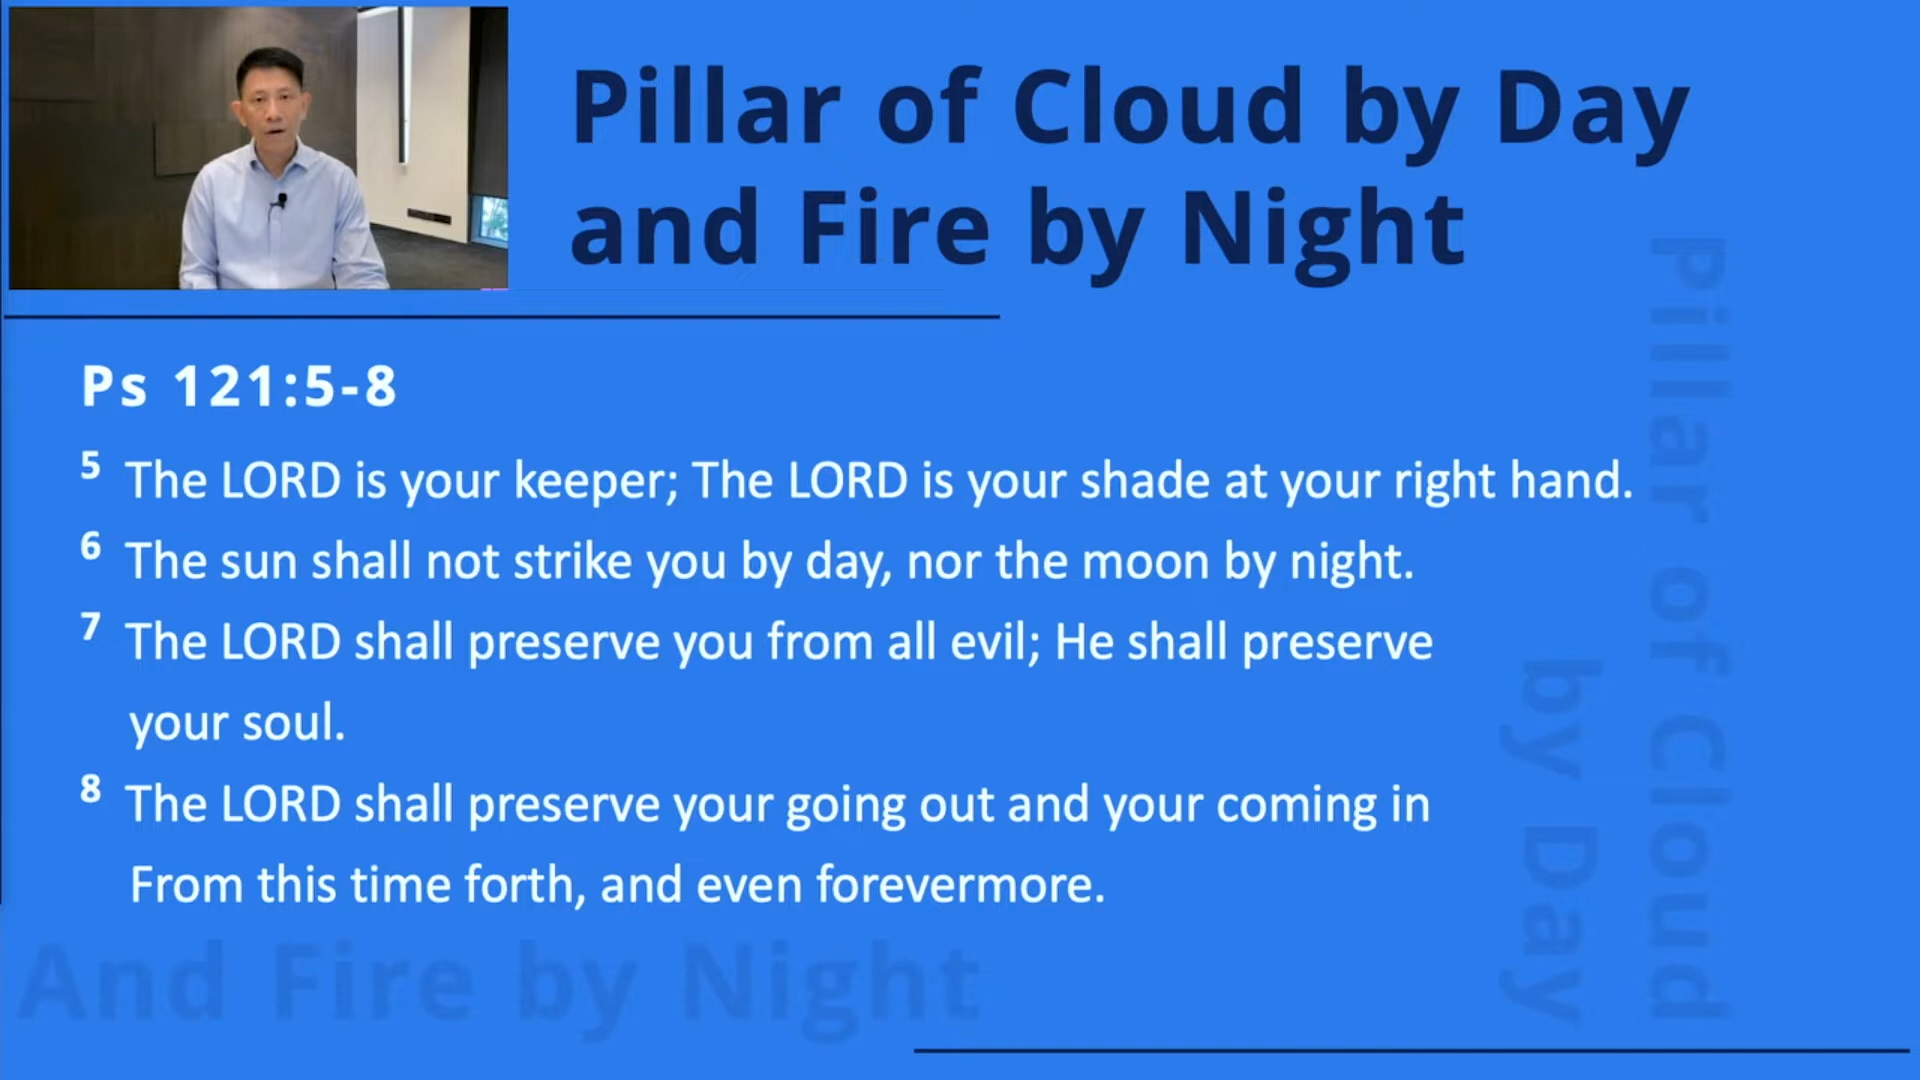 Pillar of Cloud by Day
and Fire by Night
Ps 121:5-8
5 The LORD is your keeper; The LORD is your shade at your right hand.
6 The sun shall not strike you by day, nor the moon by night.
7 The LORD shall preserve you from all evil; He shall preserve
your soul.
8 The LORD shall preserve your going out and your coming in
From this time forth, and even forevermore.
Pillar of Cloud
by Day
And Fire by Night